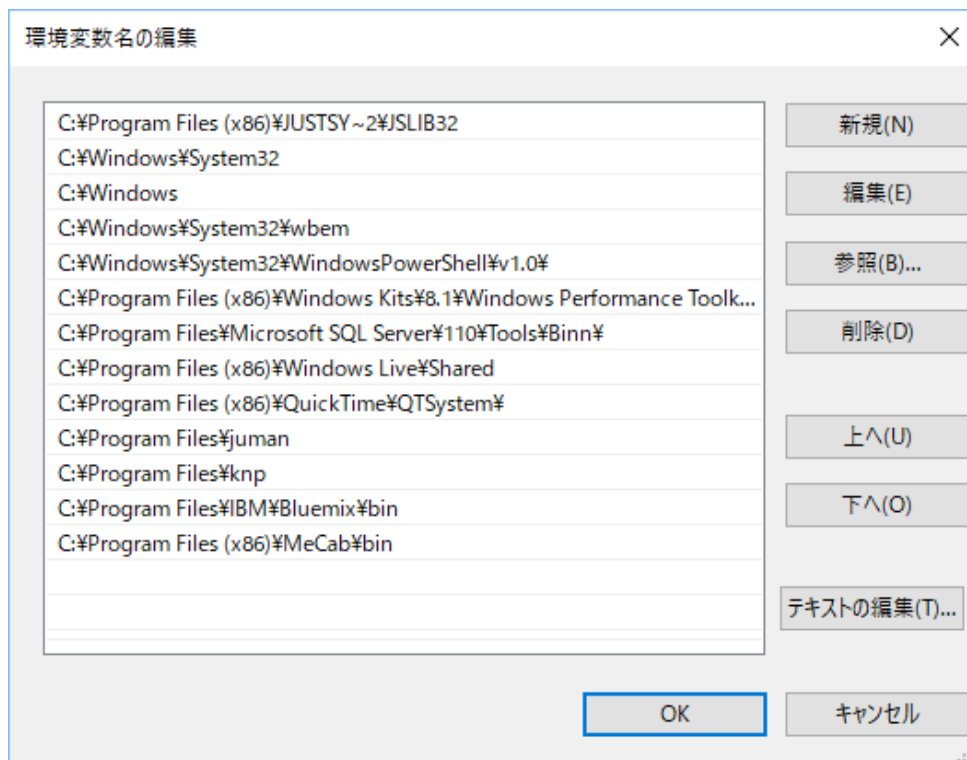 環境変数名の編集
C:¥Program Files (x86)¥JUSTSY~2¥JSLIB32
C:¥Windows¥System32
C:¥Windows
C:¥Windows¥System32¥wbem
C:¥Windows¥System32¥WindowsPowerShell¥v1.0¥
C:¥Program Files (x86)¥Windows Kits¥8.1¥Windows Performance Toolk...
C:¥Program Files¥Microsoft SQL Server¥110¥Tools¥Binn¥
C:¥Program Files (x86)¥Windows Live¥Shared
C:¥Program Files (x86)¥QuickTime¥QTSystem¥
C:¥Program Files¥juman
C:¥Program Files¥knp
C:¥Program Files¥IBM¥Bluemix¥bin
C:¥Program Files (x86)¥MeCab¥bin
新規(N)
編集(E)
参照(B)...
削除(D)
上へ(U)
下へ(O)
テキストの編集(T)...
OK
キャンセル